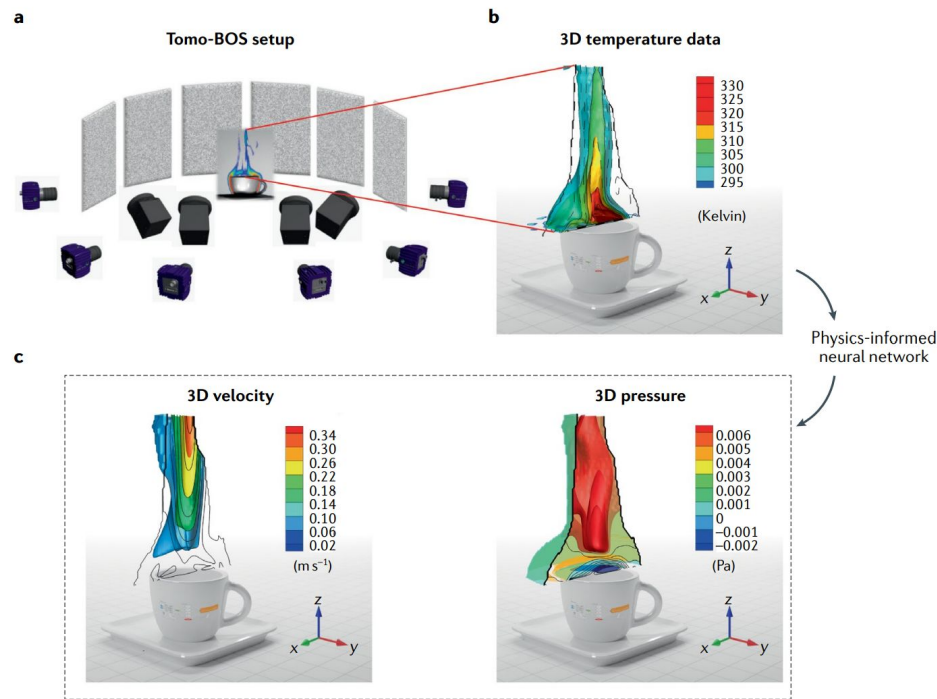 a
Tomo-BOS setup
b
3D temperature data
330
325
320
315
310
305
300
295
(Kelvin)
z
x
y
Physics-informed
neural network
c
3D velocity
0.34
0.30
0.26
0.22
0.18
0.14
0.10
0.06
0.02
(m s⁻¹)
z
x
y
3D pressure
0.006
0.005
0.004
0.003
0.002
0.001
0
−0.001
−0.002
(Pa)
z
x
y